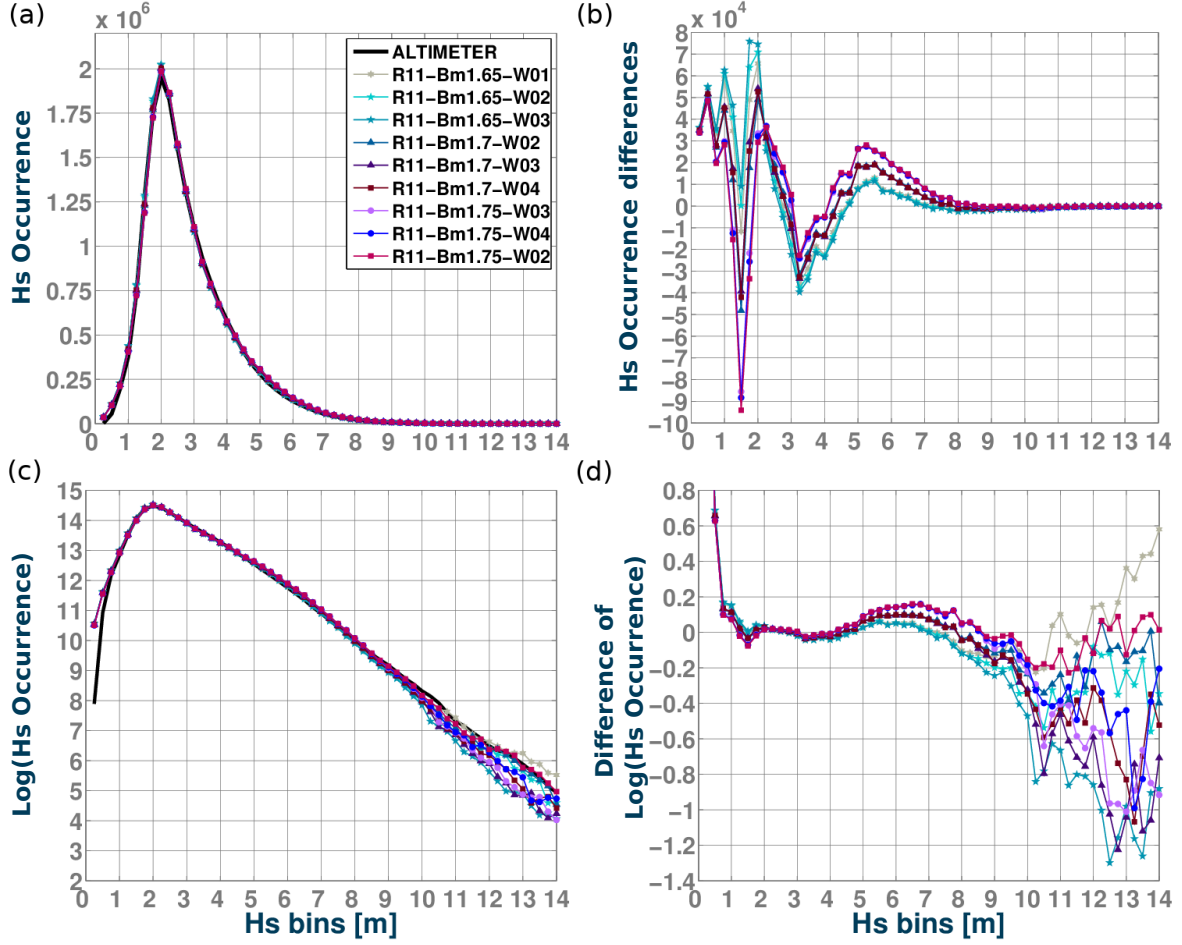 (a)
x 10⁶
Hs Occurrence
2
1.75
1.5
1.25
1
0.75
0.5
0.25
0
0 1 2 3 4 5 6 7 8 9 10 11 12 13 14
ALTIMETER
R11-Bm1.65-W01
R11-Bm1.65-W02
R11-Bm1.65-W03
R11-Bm1.7-W02
R11-Bm1.7-W03
R11-Bm1.7-W04
R11-Bm1.75-W03
R11-Bm1.75-W04
R11-Bm1.75-W02
(b)
x 10⁴
Hs Occurrence differences
8
7
6
5
4
3
2
1
0
−1
−2
−3
−4
−5
−6
−7
−8
−9
−10
0 1 2 3 4 5 6 7 8 9 10 11 12 13 14
(c)
Log(Hs Occurrence)
15
14
13
12
11
10
9
8
7
6
5
4
3
2
0 1 2 3 4 5 6 7 8 9 10 11 12 13 14
Hs bins [m]
(d)
Difference of
Log(Hs Occurrence)
0.8
0.6
0.4
0.2
0
−0.2
−0.4
−0.6
−0.8
−1
−1.2
−1.4
0 1 2 3 4 5 6 7 8 9 10 11 12 13 14
Hs bins [m]